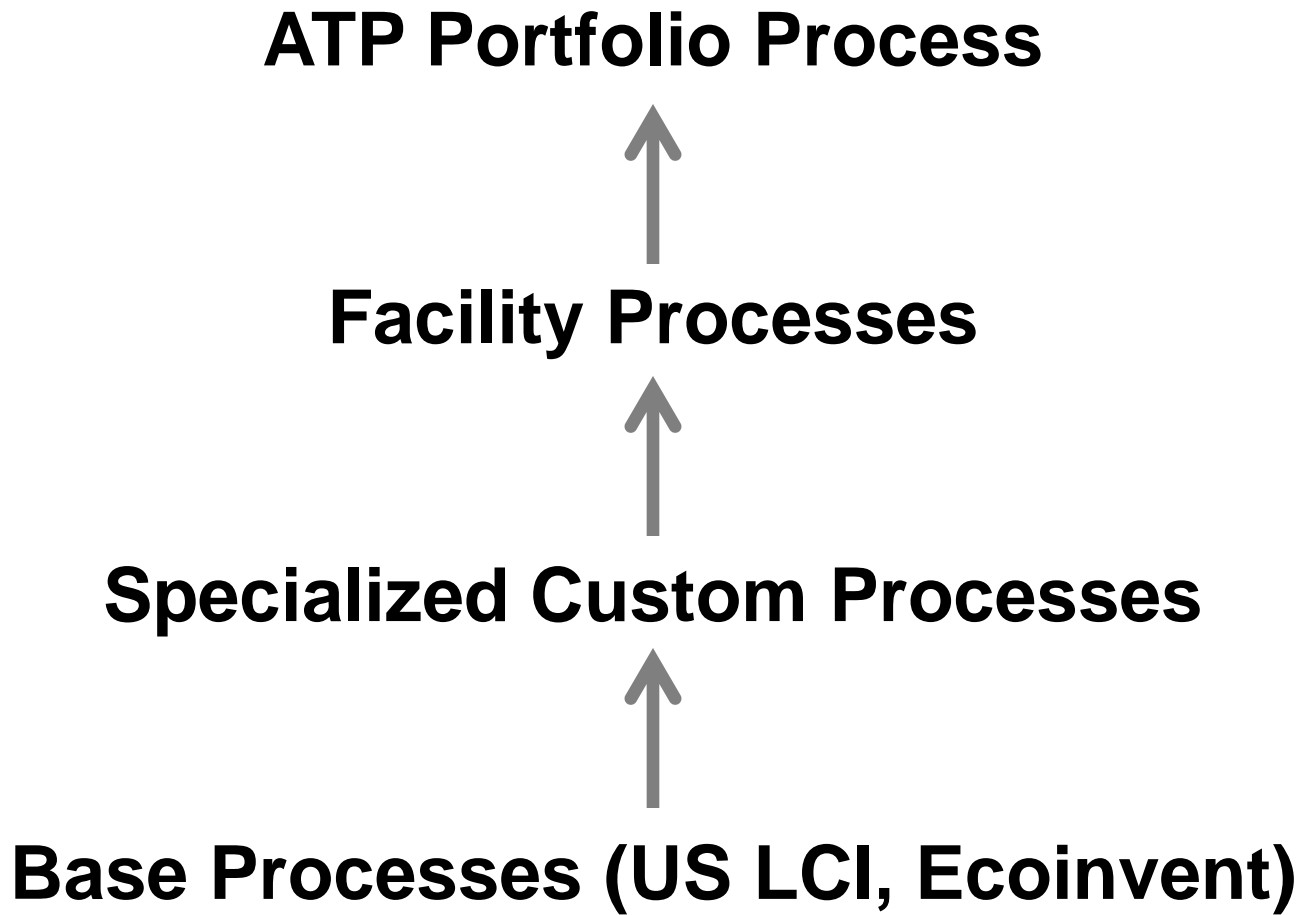 ATP Portfolio Process
Facility Processes
Specialized Custom Processes
Base Processes (US LCI, Ecoinvent)